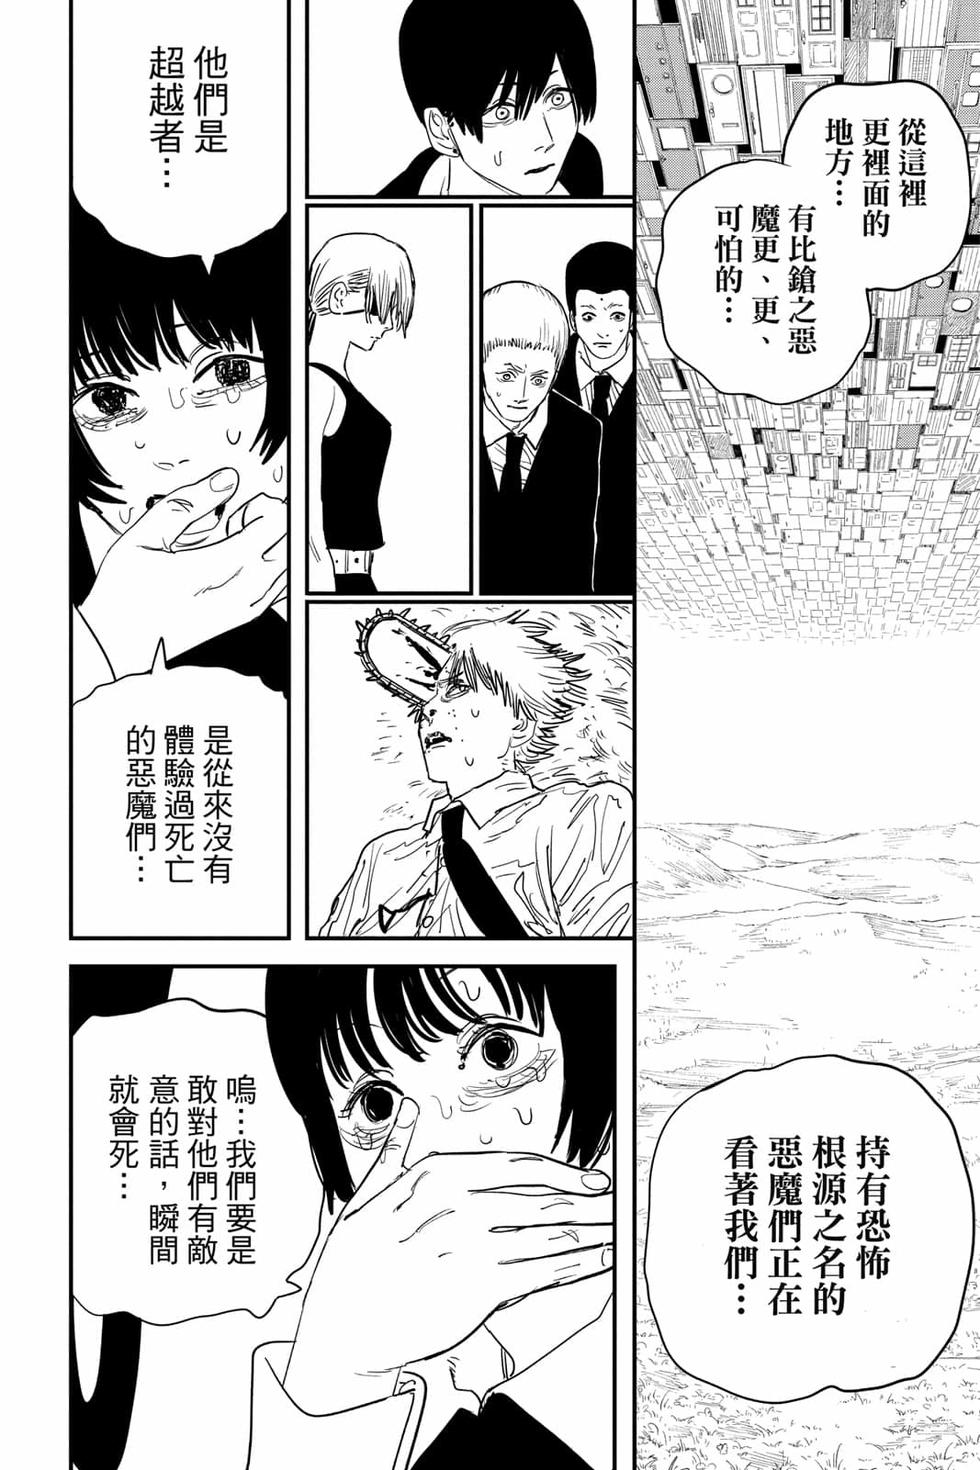 從這裡
更裡面的
地方…
有比鎗之惡
魔更、更、
可怕的…
持有恐怖
根源之名的
惡魔們正在
看著我們…
他們是
超越者…
是從來沒有
體驗過死亡
的惡魔們…
嗚…我們要是
敢對他們有敵
意的話，瞬間
就會死…